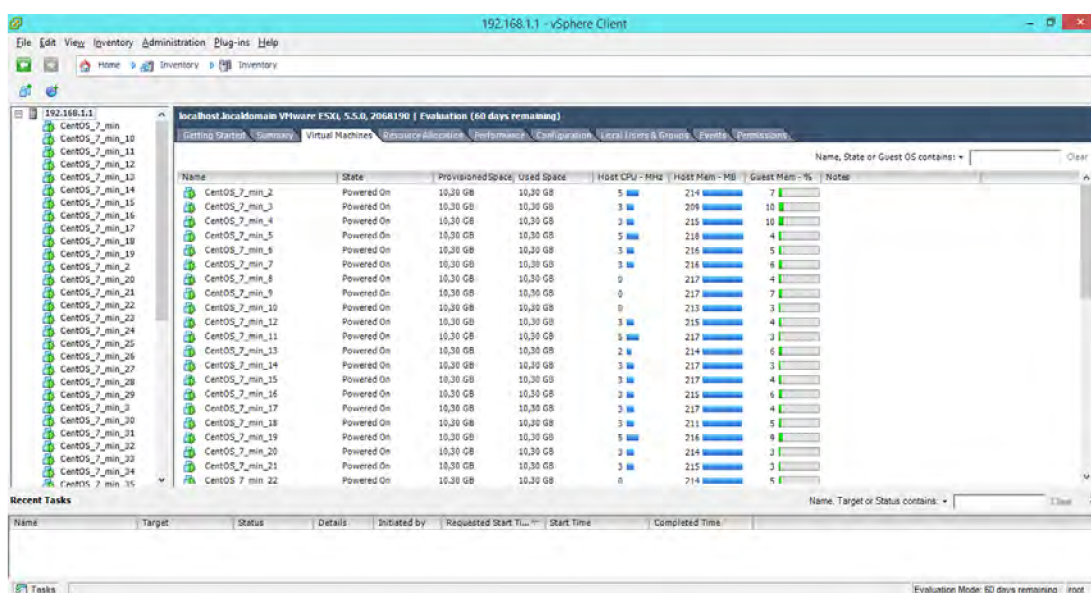 192.168.1.1 - vSphere Client
File Edit View Inventory Administration Plug-ins Help
Home Inventory Inventory
192.168.1.1
CentOS_7_min
CentOS_7_min_10
CentOS_7_min_11
CentOS_7_min_12
CentOS_7_min_13
CentOS_7_min_14
CentOS_7_min_15
CentOS_7_min_16
CentOS_7_min_17
CentOS_7_min_18
CentOS_7_min_19
CentOS_7_min_2
CentOS_7_min_20
CentOS_7_min_21
CentOS_7_min_22
CentOS_7_min_23
CentOS_7_min_24
CentOS_7_min_25
CentOS_7_min_26
CentOS_7_min_27
CentOS_7_min_28
CentOS_7_min_29
CentOS_7_min_3
CentOS_7_min_30
CentOS_7_min_31
CentOS_7_min_32
CentOS_7_min_33
CentOS_7_min_34
CentOS_7_min_35
localhost.localdomain VMware ESXi, 5.5.0, 2068190 | Evaluation (60 days remaining)
Getting Started Summary Virtual Machines Resource Allocation Performance Configuration Local Users & Groups Events Permissions
Name, State or Guest OS contains: Clear
Name State Provisioned Space Used Space Host CPU - MHz Host Mem - MB Guest Mem - % Notes
CentOS_7_min_2 Powered On 10,30 GB 10,30 GB 5 214 7
CentOS_7_min_3 Powered On 10,30 GB 10,30 GB 3 209 10
CentOS_7_min_4 Powered On 10,30 GB 10,30 GB 3 215 10
CentOS_7_min_5 Powered On 10,30 GB 10,30 GB 5 218 4
CentOS_7_min_6 Powered On 10,30 GB 10,30 GB 3 216 5
CentOS_7_min_7 Powered On 10,30 GB 10,30 GB 3 216 6
CentOS_7_min_8 Powered On 10,30 GB 10,30 GB 0 217 4
CentOS_7_min_9 Powered On 10,30 GB 10,30 GB 0 217 7
CentOS_7_min_10 Powered On 10,30 GB 10,30 GB 0 213 3
CentOS_7_min_12 Powered On 10,30 GB 10,30 GB 3 215 4
CentOS_7_min_11 Powered On 10,30 GB 10,30 GB 5 217 3
CentOS_7_min_13 Powered On 10,30 GB 10,30 GB 2 214 6
CentOS_7_min_14 Powered On 10,30 GB 10,30 GB 3 217 3
CentOS_7_min_15 Powered On 10,30 GB 10,30 GB 3 217 4
CentOS_7_min_16 Powered On 10,30 GB 10,30 GB 3 215 6
CentOS_7_min_17 Powered On 10,30 GB 10,30 GB 3 217 4
CentOS_7_min_18 Powered On 10,30 GB 10,30 GB 3 211 5
CentOS_7_min_19 Powered On 10,30 GB 10,30 GB 5 216 9
CentOS_7_min_20 Powered On 10,30 GB 10,30 GB 3 214 3
CentOS_7_min_21 Powered On 10,30 GB 10,30 GB 3 215 3
CentOS_7_min_22 Powered On 10,30 GB 10,30 GB 0 214 5
Recent Tasks Name, Target or Status contains: Clear
Name Target Status Details Initiated by Requested Start Ti... Start Time Completed Time
Tasks Evaluation Mode: 60 days remaining root